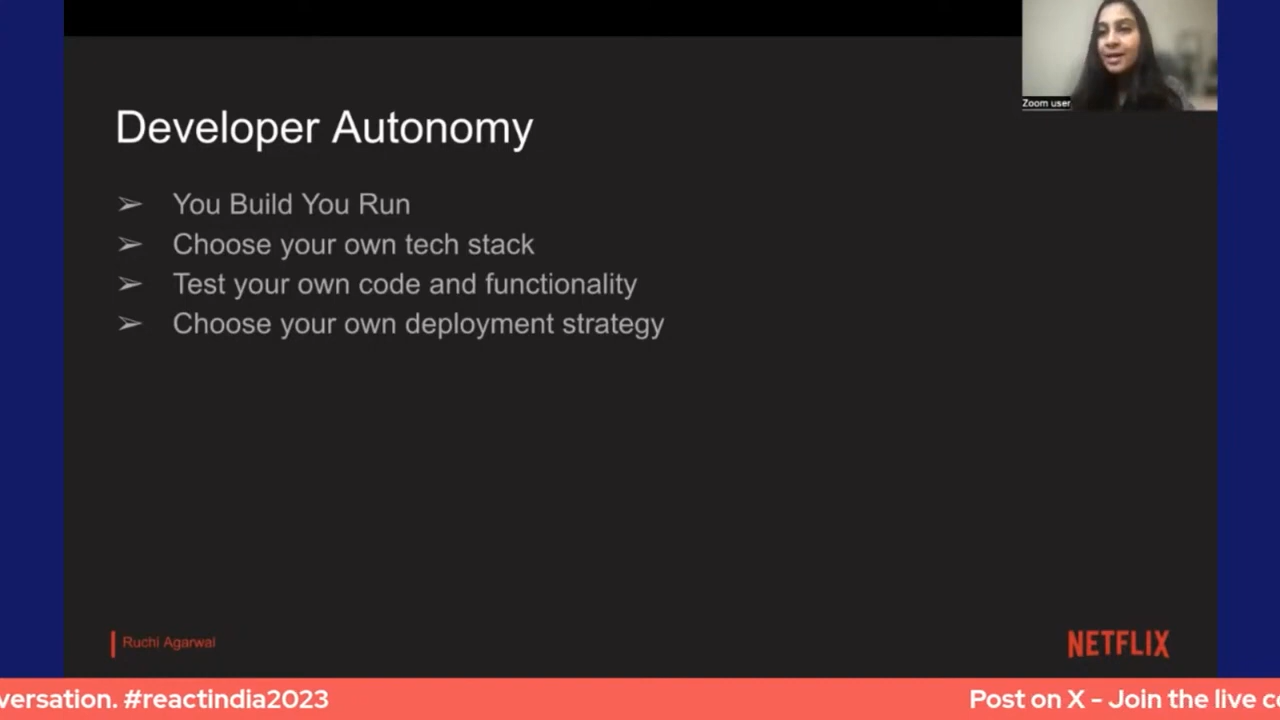 Zoom user
Developer Autonomy
➢ You Build You Run
➢ Choose your own tech stack
➢ Test your own code and functionality
➢ Choose your own deployment strategy
Ruchi Agarwal
NETFLIX
versation. #reactindia2023
Post on X - Join the live c